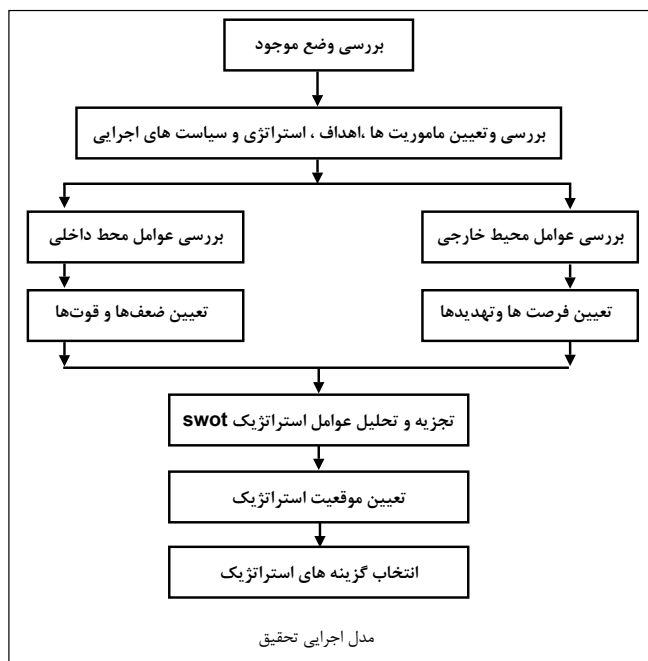 بررسی وضع موجود
بررسی وتعیین ماموریت ها ،اهداف ، استراتژی و سیاست های اجرایی
بررسی عوامل محیط خارجی
بررسی عوامل محط داخلی
تعیین فرصت ها وتهدیدها
تعیین ضعف‌ها و قوت‌ها
تجزیه و تحلیل عوامل استراتژیک swot
تعیین موقعیت استراتژیک
انتخاب گزینه های استراتژیک
مدل اجرایی تحقیق